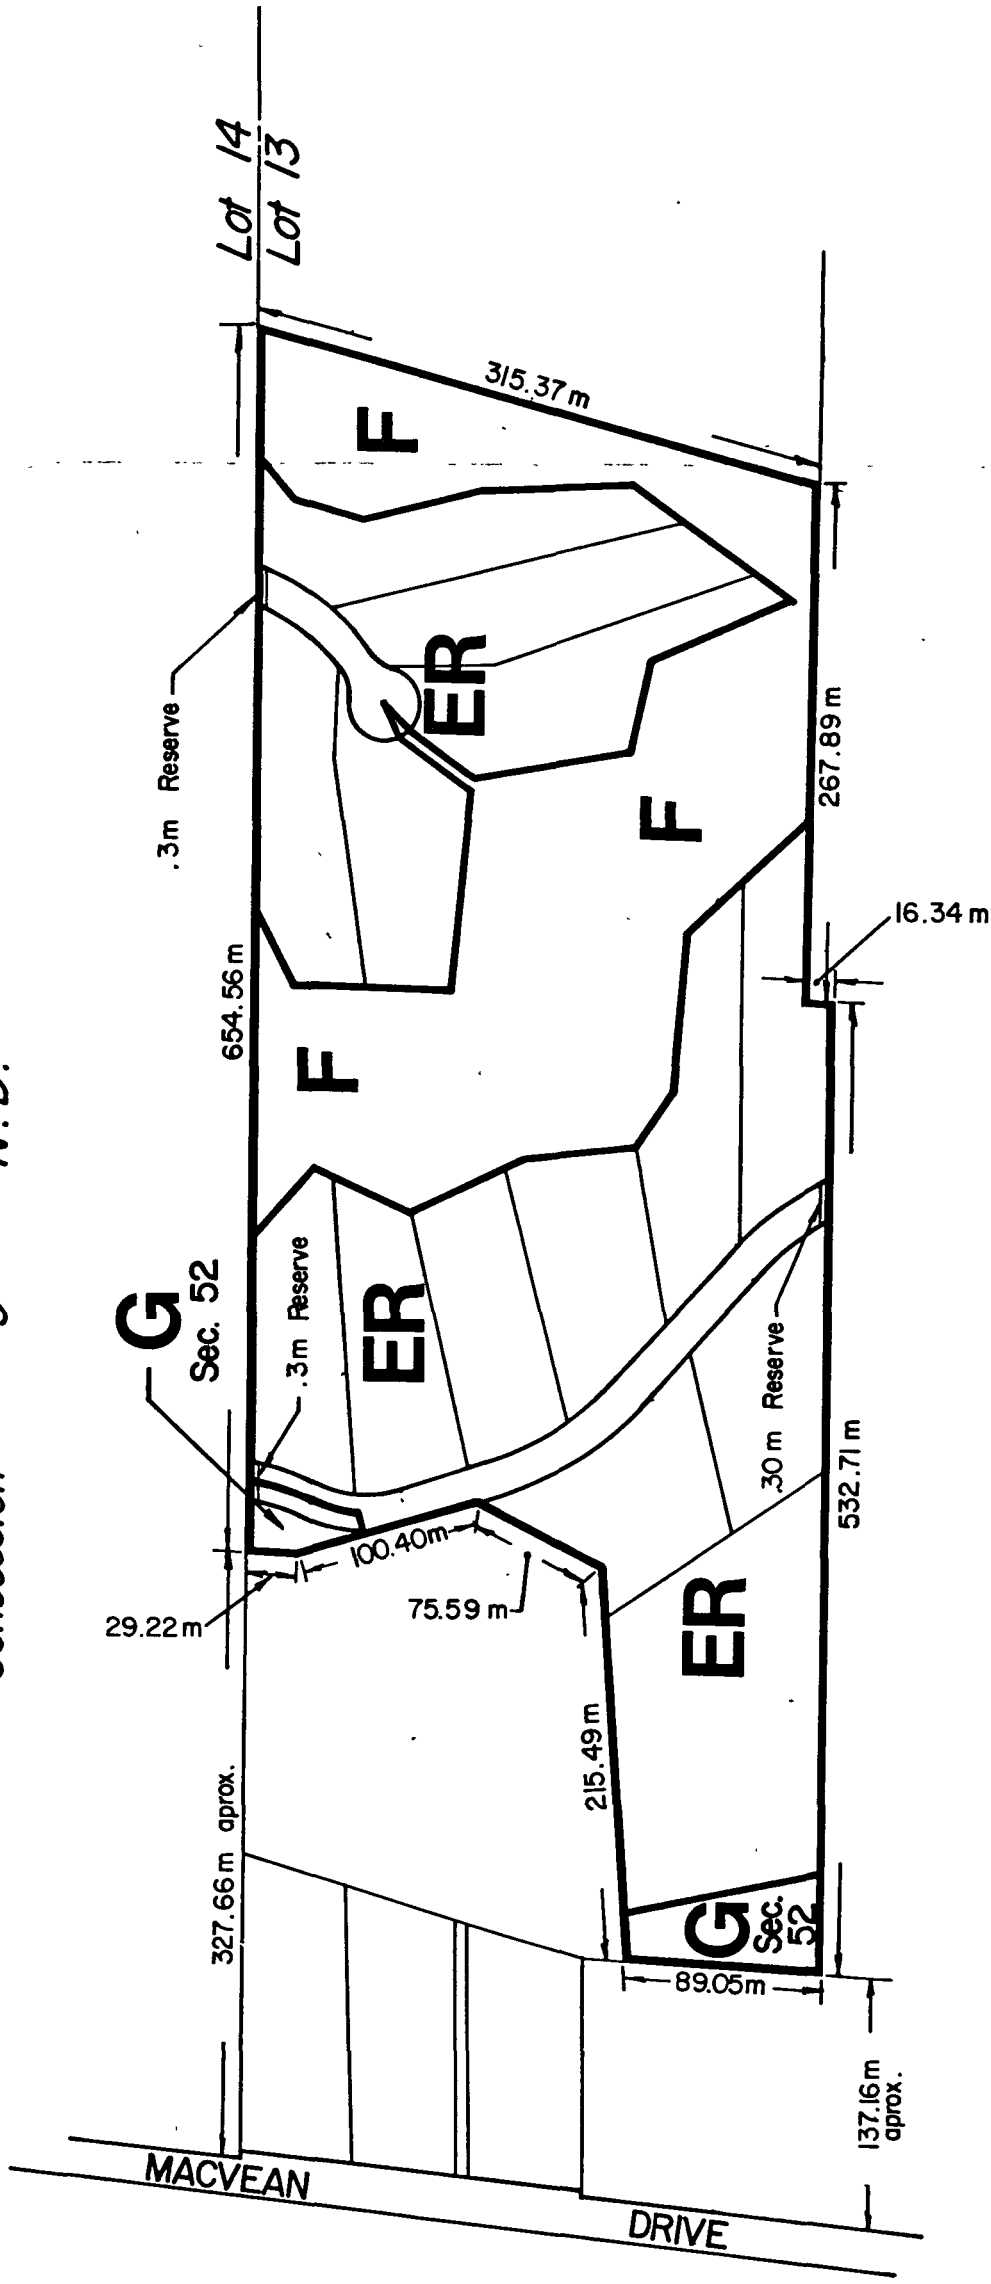 Lot 14
Lot 13
315.37 m
F
.3m Reserve
ER
267.89 m
F
16.34 m
654.56 m
F
G
Sec. 52
.3m Reserve
ER
.30 m Reserve
532.71 m
100.40m
29.22 m
75.59 m
ER
215.49 m
327.66 m aprox.
G
Sec.
52
89.05m
137.16m
aprox.
MACVEAN DRIVE